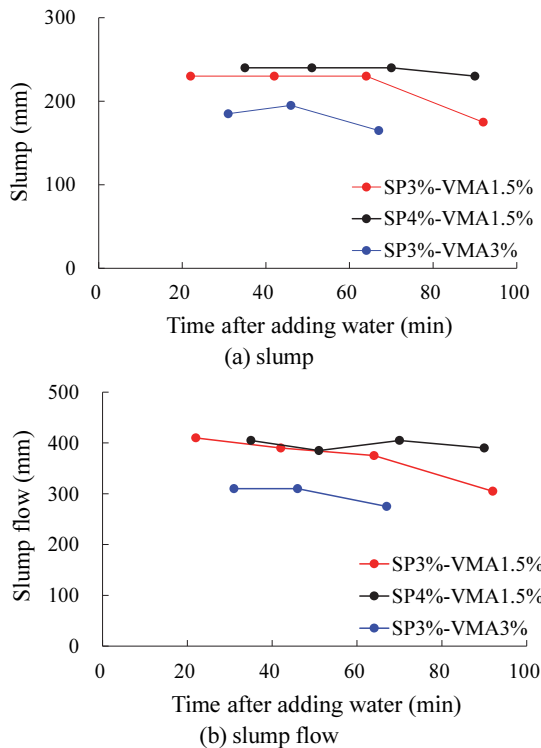 300
200
100
0
Slump (mm)
SP3%-VMA1.5%
SP4%-VMA1.5%
SP3%-VMA3%
0 20 40 60 80 100
Time after adding water (min)
(a) slump
500
400
300
200
100
0
Slump flow (mm)
SP3%-VMA1.5%
SP4%-VMA1.5%
SP3%-VMA3%
0 20 40 60 80 100
Time after adding water (min)
(b) slump flow